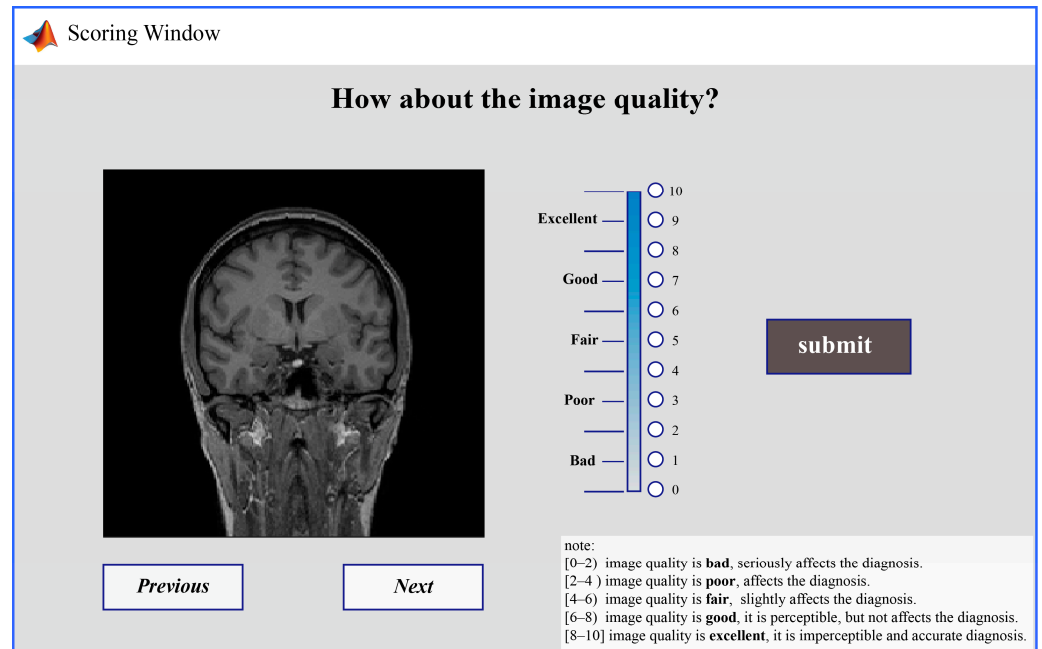 Scoring Window
How about the image quality?
10
Excellent
9
8
Good
7
6
Fair
5
4
Poor
3
2
Bad
1
0
submit
Previous
Next
note:
[0–2) image quality is bad, seriously affects the diagnosis.
[2–4 ) image quality is poor, affects the diagnosis.
[4–6) image quality is fair, slightly affects the diagnosis.
[6–8) image quality is good, it is perceptible, but not affects the diagnosis.
[8–10] image quality is excellent, it is imperceptible and accurate diagnosis.